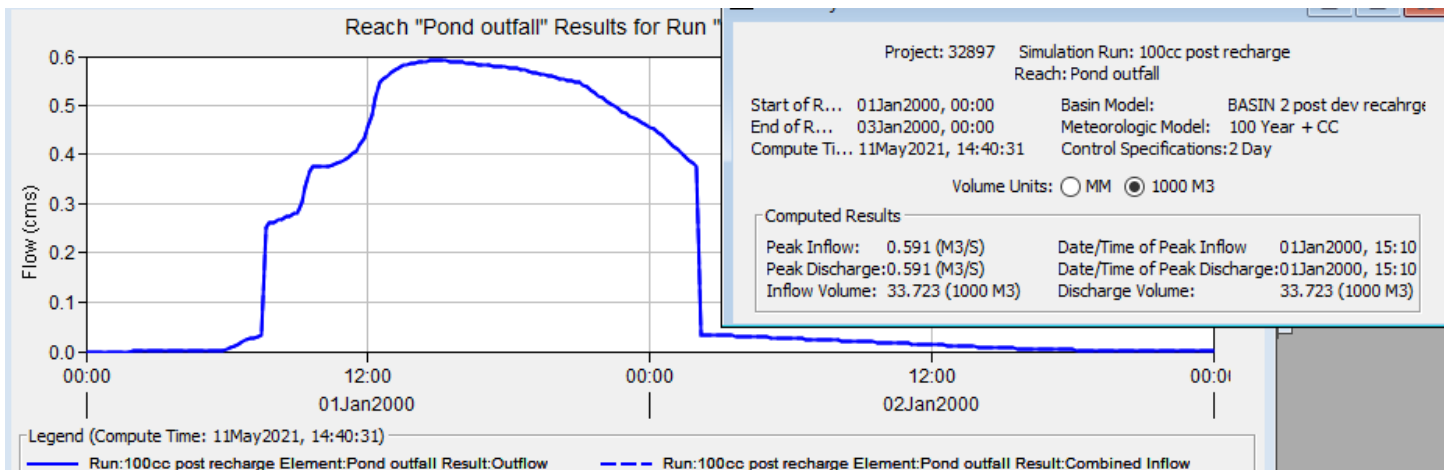 Reach "Pond outfall" Results for Run "
Project: 32897 Simulation Run: 100cc post recharge
Reach: Pond outfall
Start of R... 01Jan2000, 00:00 Basin Model: BASIN 2 post dev recahrge
End of R... 03Jan2000, 00:00 Meteorologic Model: 100 Year + CC
Compute Ti... 11May2021, 14:40:31 Control Specifications:2 Day
Volume Units: MM 1000 M3
Computed Results
Peak Inflow: 0.591 (M3/S) Date/Time of Peak Inflow 01Jan2000, 15:10
Peak Discharge:0.591 (M3/S) Date/Time of Peak Discharge:01Jan2000, 15:10
Inflow Volume: 33.723 (1000 M3) Discharge Volume: 33.723 (1000 M3)
Flow (cms)
0.6
0.5
0.4
0.3
0.2
0.1
0.0
00:00 12:00 00:00 12:00 00:00
01Jan2000 02Jan2000
Legend (Compute Time: 11May2021, 14:40:31)
Run:100cc post recharge Element:Pond outfall Result:Outflow Run:100cc post recharge Element:Pond outfall Result:Combined Inflow